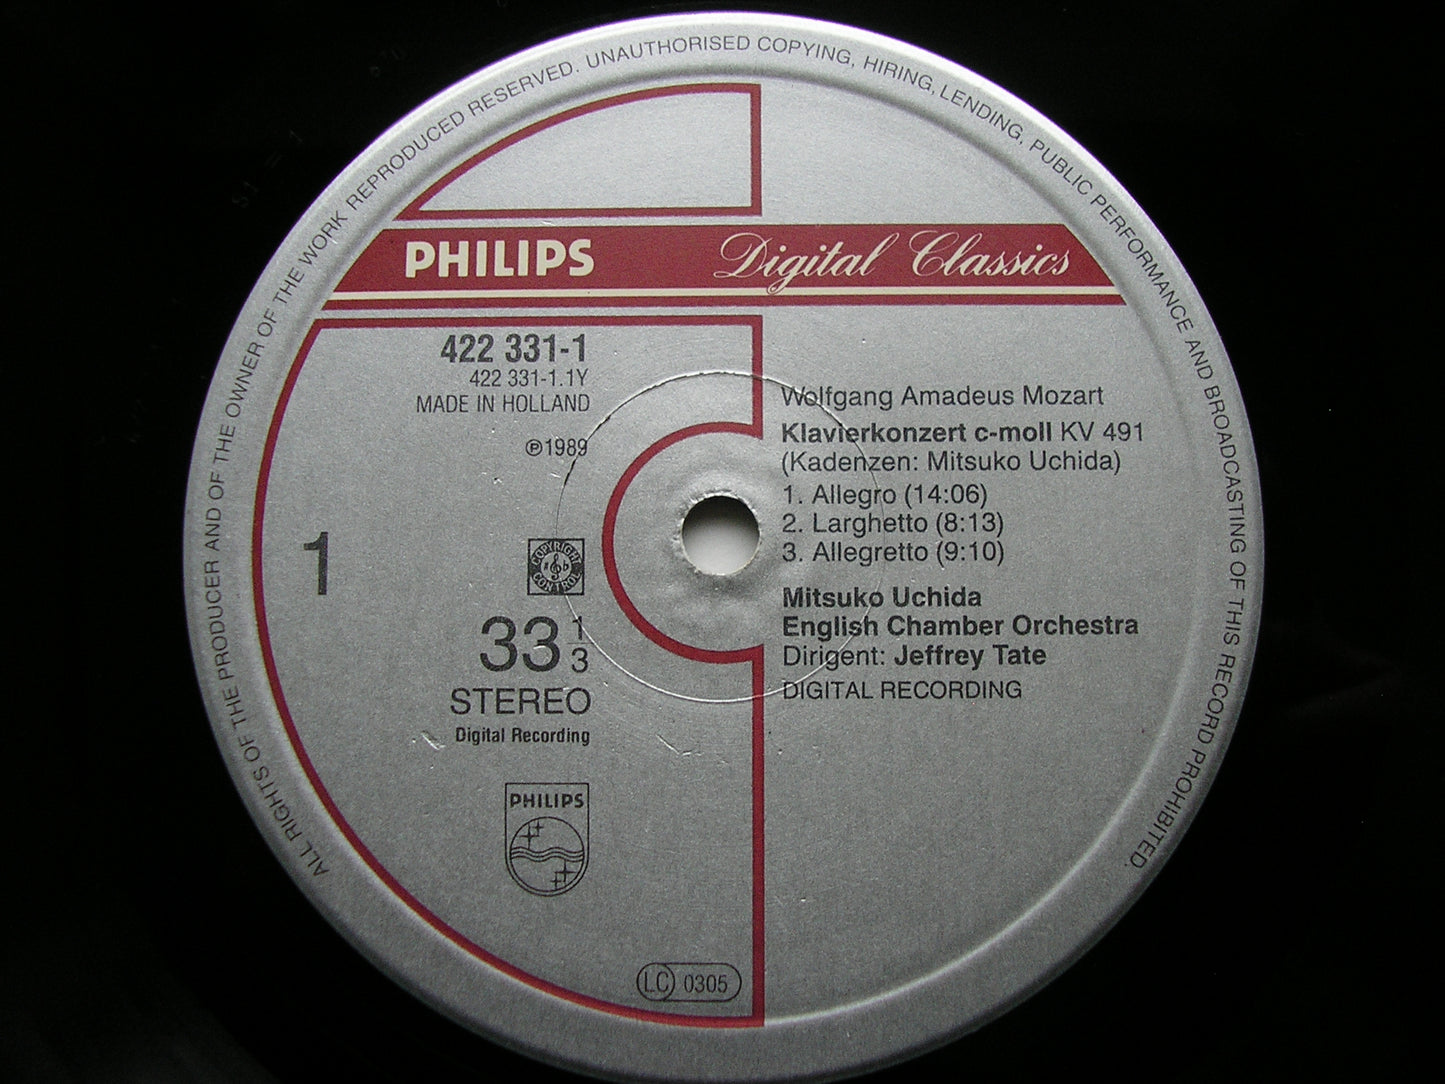 ALL RIGHTS OF THE PRODUCER AND OF THE OWNER OF THE WORK REPRODUCED RESERVED. UNAUTHORISED COPYING, HIRING, LENDING, PUBLIC PERFORMANCE AND BROADCASTING OF THIS RECORD PROHIBITED.
PHILIPS Digital Classics
422 331-1
422 331-1.1Y
MADE IN HOLLAND
℗1989
1
COPYRIGHT
CONTROL
33 1/3
STEREO
Digital Recording
PHILIPS
LC 0305
Wolfgang Amadeus Mozart
Klavierkonzert c-moll KV 491
(Kadenzen: Mitsuko Uchida)
1. Allegro (14:06)
2. Larghetto (8:13)
3. Allegretto (9:10)
Mitsuko Uchida
English Chamber Orchestra
Dirigent: Jeffrey Tate
DIGITAL RECORDING